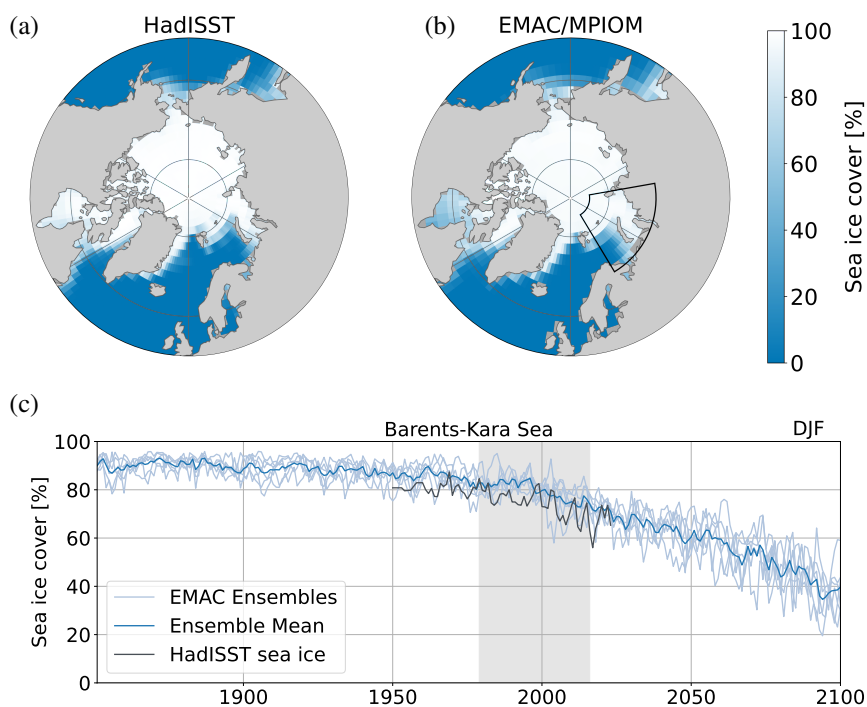 (a)
HadISST
(b)
EMAC/MPIOM
100
80
60
40
20
0
Sea ice cover [%]
(c)
Barents-Kara Sea
DJF
100
80
60
40
20
0
Sea ice cover [%]
EMAC Ensembles
Ensemble Mean
HadISST sea ice
1900
1950
2000
2050
2100